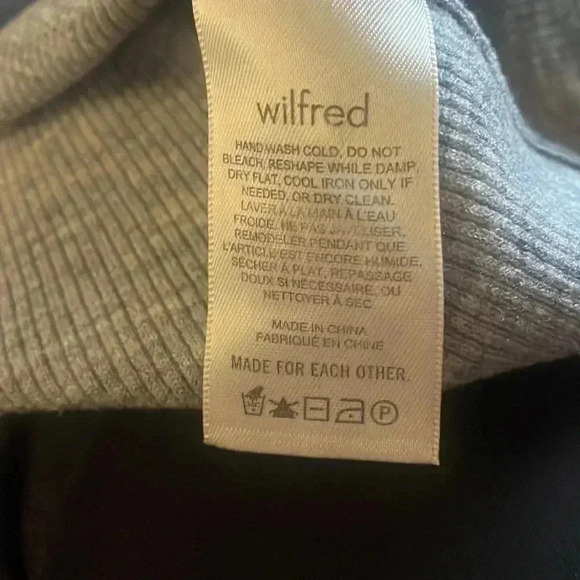 wilfred
HAND WASH COLD, DO NOT
BLEACH, RESHAPE WHILE DAMP,
DRY FLAT, COOL IRON ONLY IF
NEEDED, OR DRY CLEAN.
LAVER À LA MAIN À L'EAU
FROIDE. NE PAS JAVELISER,
REMODELER PENDANT QUE
L'ARTICLE EST ENCORE HUMIDE,
SÉCHER À PLAT, REPASSAGE
DOUX SI NÉCESSAIRE, OU
NETTOYER À SEC.
MADE IN CHINA
FABRIQUÉ EN CHINE
MADE FOR EACH OTHER.
P